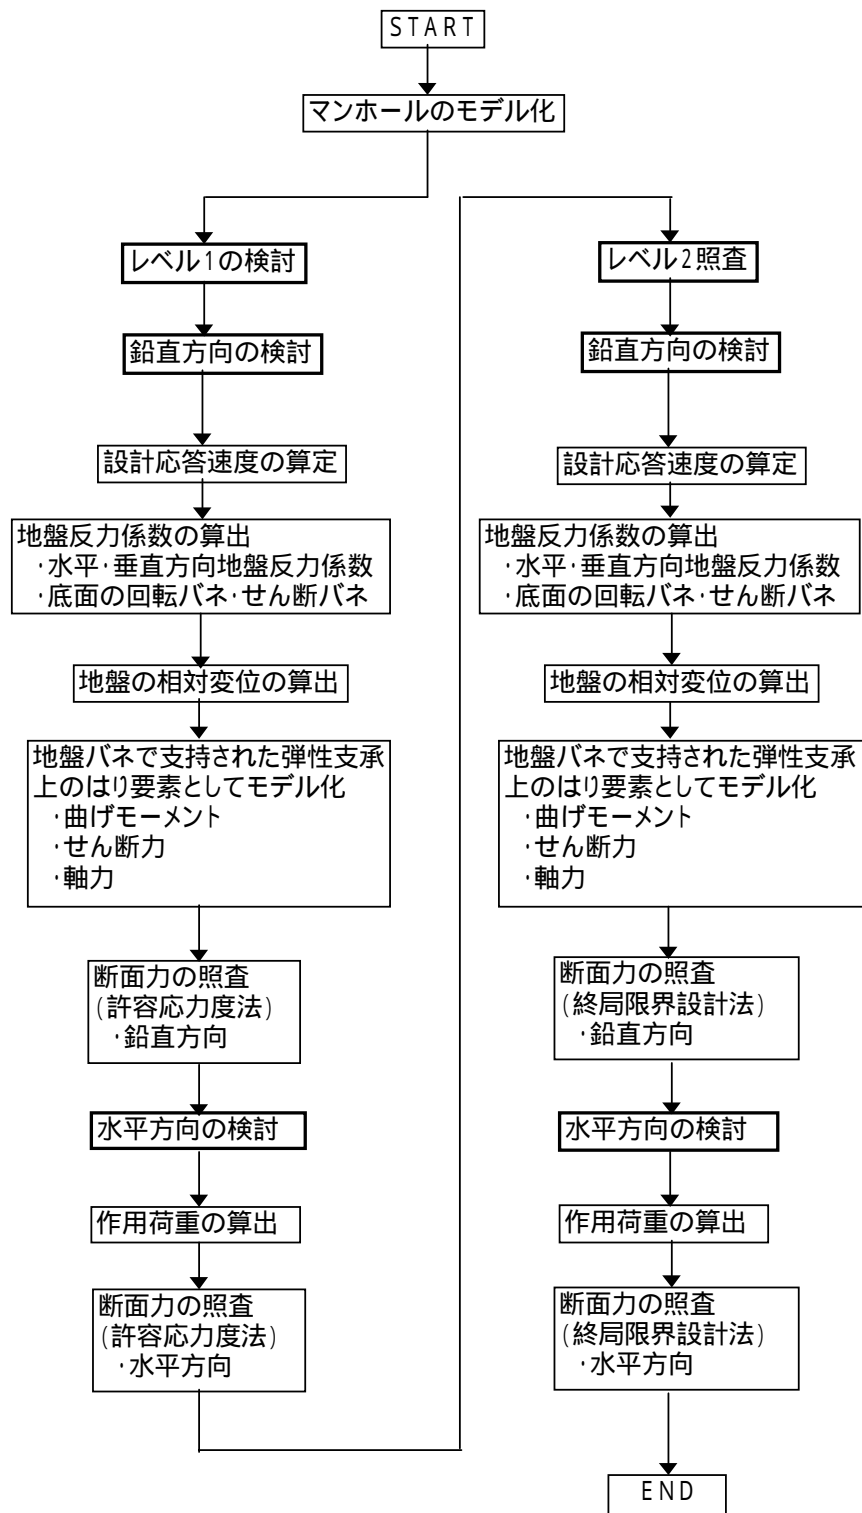 START
マンホールのモデル化
レベル1の検討
鉛直方向の検討
設計応答速度の算定
地盤反力係数の算出
・水平・垂直方向地盤反力係数
・底面の回転バネ・せん断バネ
地盤の相対変位の算出
地盤バネで支持された弾性支承
上のはり要素としてモデル化
・曲げモーメント
・せん断力
・軸力
断面力の照査
(許容応力度法)
・鉛直方向
水平方向の検討
作用荷重の算出
断面力の照査
(許容応力度法)
・水平方向
レベル2照査
鉛直方向の検討
設計応答速度の算定
地盤反力係数の算出
・水平・垂直方向地盤反力係数
・底面の回転バネ・せん断バネ
地盤の相対変位の算出
地盤バネで支持された弾性支承
上のはり要素としてモデル化
・曲げモーメント
・せん断力
・軸力
断面力の照査
(終局限界設計法)
・鉛直方向
水平方向の検討
作用荷重の算出
断面力の照査
(終局限界設計法)
・水平方向
END